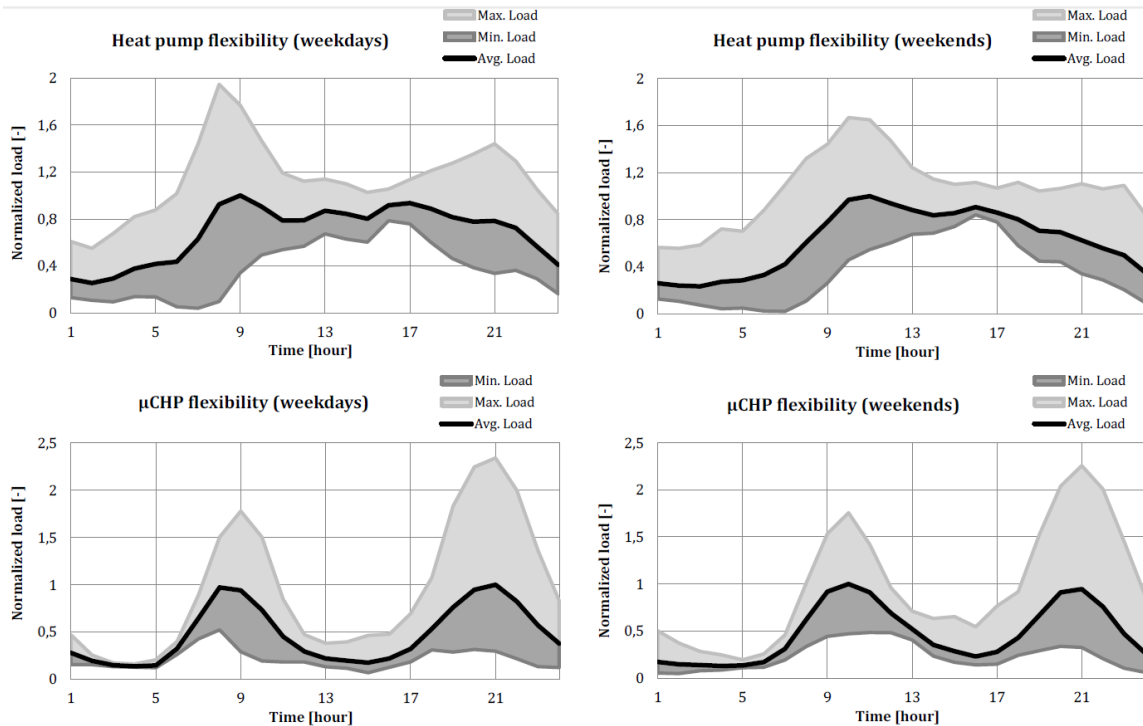 Max. Load
Min. Load
Avg. Load
Heat pump flexibility (weekdays)
Normalized load [-]
2
1,6
1,2
0,8
0,4
0
1
5
9
13
17
21
Time [hour]
Max. Load
Min. Load
Avg. Load
Heat pump flexibility (weekends)
Normalized load [-]
2
1,6
1,2
0,8
0,4
0
1
5
9
13
17
21
Time [hour]
Min. Load
Max. Load
Avg. Load
μCHP flexibility (weekdays)
Normalized load [-]
2,5
2
1,5
1
0,5
0
1
5
9
13
17
21
Time [hour]
Min. Load
Max. Load
Avg. Load
μCHP flexibility (weekends)
Normalized load [-]
2,5
2
1,5
1
0,5
0
1
5
9
13
17
21
Time [hour]